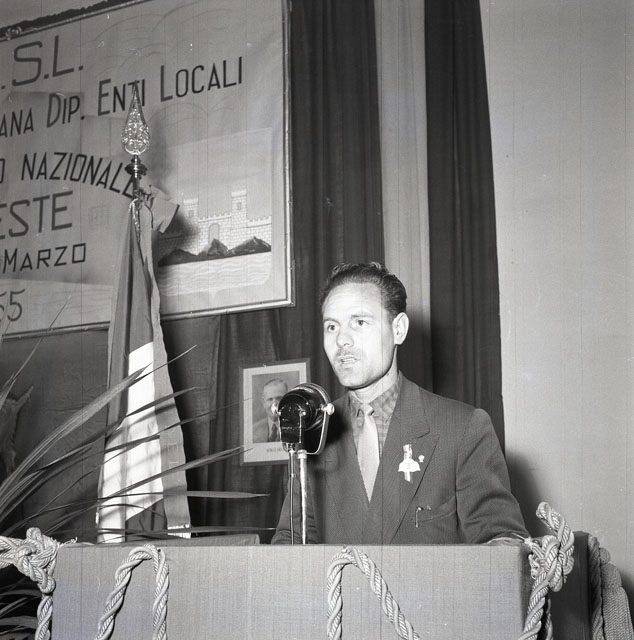 .S.L.
ANA DIP. ENTI LOCALI
O NAZIONALE
ESTE
MARZO
55